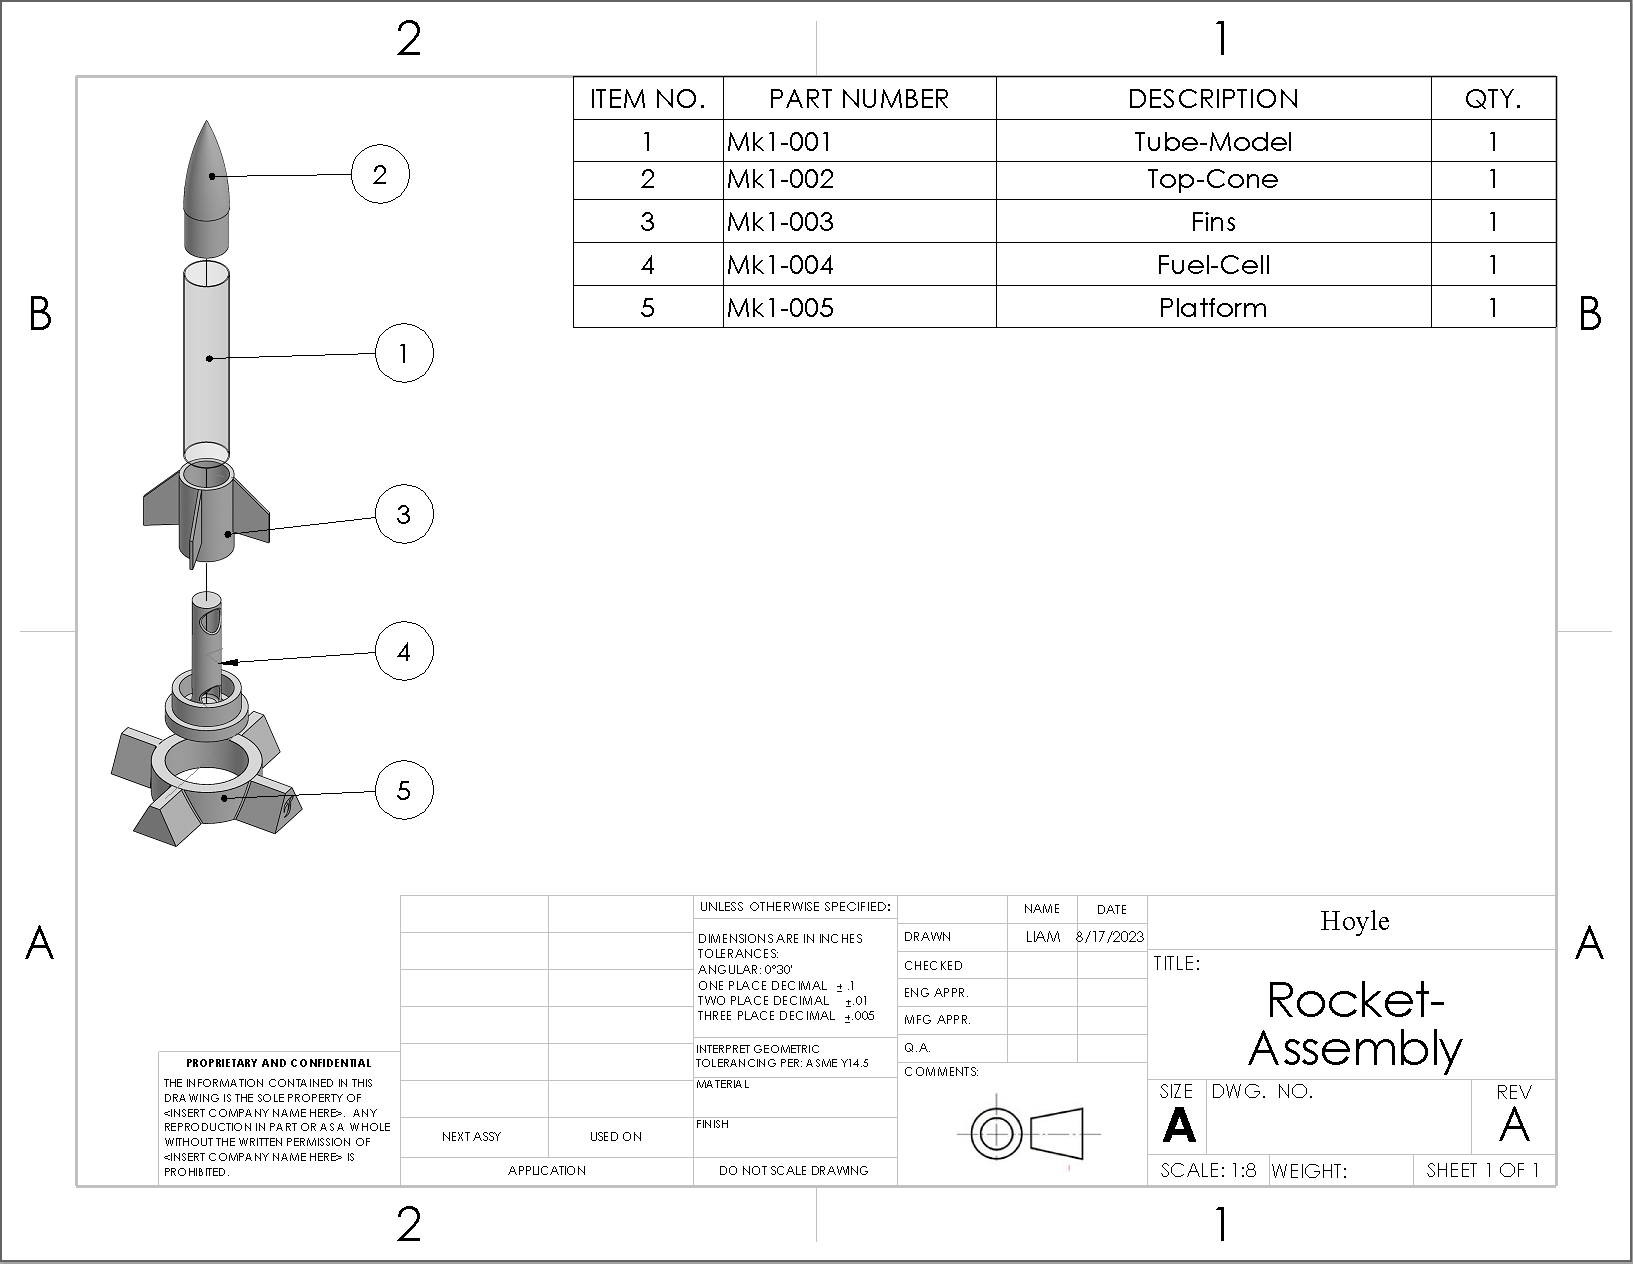 2 1
ITEM NO. PART NUMBER DESCRIPTION QTY.
1 Mk1-001 Tube-Model 1
2 Mk1-002 Top-Cone 1
3 Mk1-003 Fins 1
4 Mk1-004 Fuel-Cell 1
5 Mk1-005 Platform 1
2
B B
1
3
4
5
A A
UNLESS OTHERWISE SPECIFIED:
DIMENSIONS ARE IN INCHES
TOLERANCES:
ANGULAR: 0°30'
ONE PLACE DECIMAL ± .1
TWO PLACE DECIMAL ±.01
THREE PLACE DECIMAL ±.005
INTERPRET GEOMETRIC
TOLERANCING PER: ASME Y14.5
MATERIAL
FINISH
DO NOT SCALE DRAWING
NAME DATE
DRAWN LIAM 8/17/2023
CHECKED
ENG APPR.
MFG APPR.
Q.A.
COMMENTS:
Hoyle
TITLE:
Rocket-
Assembly
SIZE DWG. NO. REV
A A
SCALE: 1:8 WEIGHT: SHEET 1 OF 1
PROPRIETARY AND CONFIDENTIAL
THE INFORMATION CONTAINED IN THIS
DRAWING IS THE SOLE PROPERTY OF
<INSERT COMPANY NAME HERE>. ANY
REPRODUCTION IN PART OR AS A WHOLE
WITHOUT THE WRITTEN PERMISSION OF
<INSERT COMPANY NAME HERE> IS
PROHIBITED.
NEXT ASSY USED ON
APPLICATION
2 1